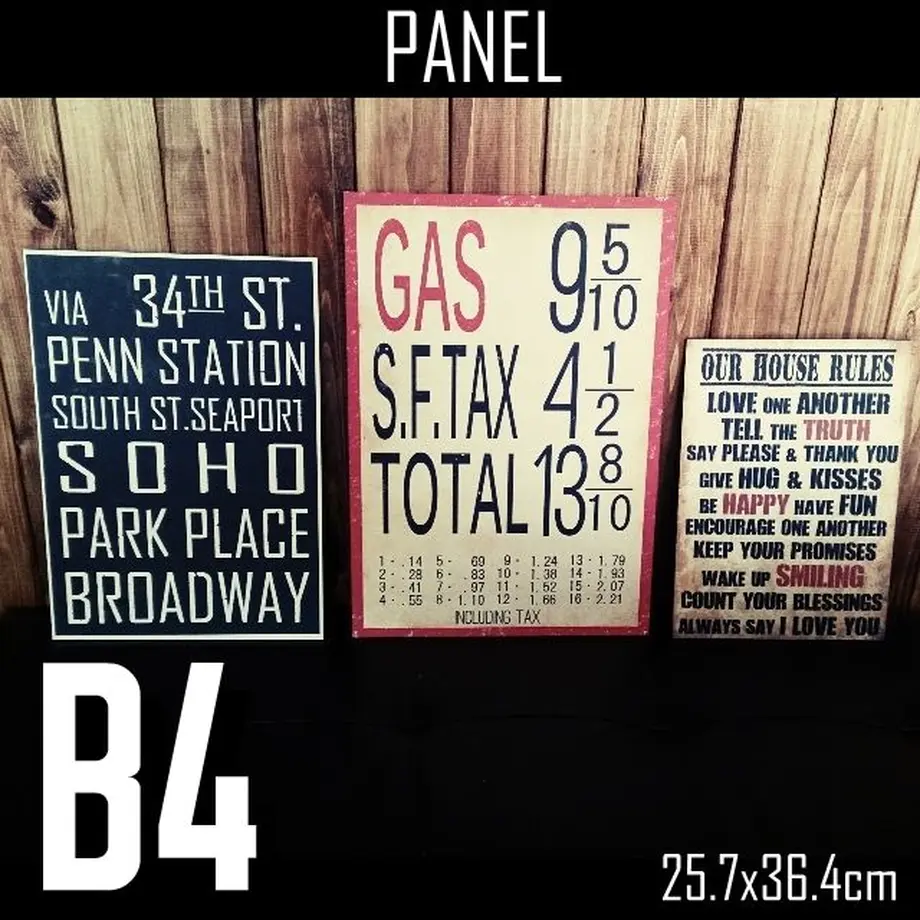 PANEL
VIA 34TH ST.
PENN STATION
SOUTH ST.SEAPORT
SOHO
PARK PLACE
BROADWAY
GAS 9 5/10
S.F.TAX 4 1/2
TOTAL 13 8/10
1 - .14 5 - 69 9 - 1.24 13 - 1.79
2 - .28 6 - .83 10 - 1.38 14 - 1.93
3 - .41 7 - .97 11 - 1.52 15 - 2.07
4 - .55 8 - 1.10 12 - 1.66 16 - 2.21
INCLUDING TAX
OUR HOUSE RULES
LOVE ONE ANOTHER
TELL THE TRUTH
SAY PLEASE & THANK YOU
GIVE HUG & KISSES
BE HAPPY HAVE FUN
ENCOURAGE ONE ANOTHER
KEEP YOUR PROMISES
WAKE UP SMILING
COUNT YOUR BLESSINGS
ALWAYS SAY I LOVE YOU
B4
25.7x36.4cm